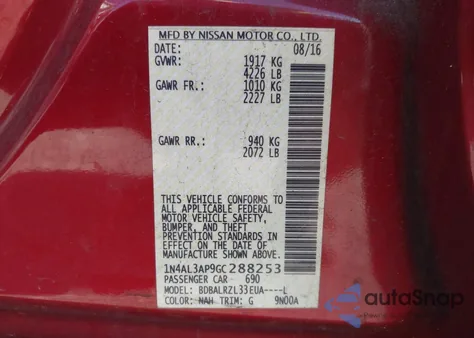 MFD BY NISSAN MOTOR CO., LTD.
DATE: 08/16
GVWR: 1917 KG
4226 LB
GAWR FR.: 1010 KG
2227 LB
GAWR RR.: 940 KG
2072 LB
THIS VEHICLE CONFORMS TO
ALL APPLICABLE FEDERAL
MOTOR VEHICLE SAFETY,
BUMPER, AND THEFT
PREVENTION STANDARDS
IN EFFECT ON THE DATE OF
MANUFACTURE SHOWN ABOVE.
1N4AL3AP9GC288253
PASSENGER CAR 690
MODEL: BDBALRZL33EUA----L
COLOR: NAH TRIM: G 9N00A
autoSnap